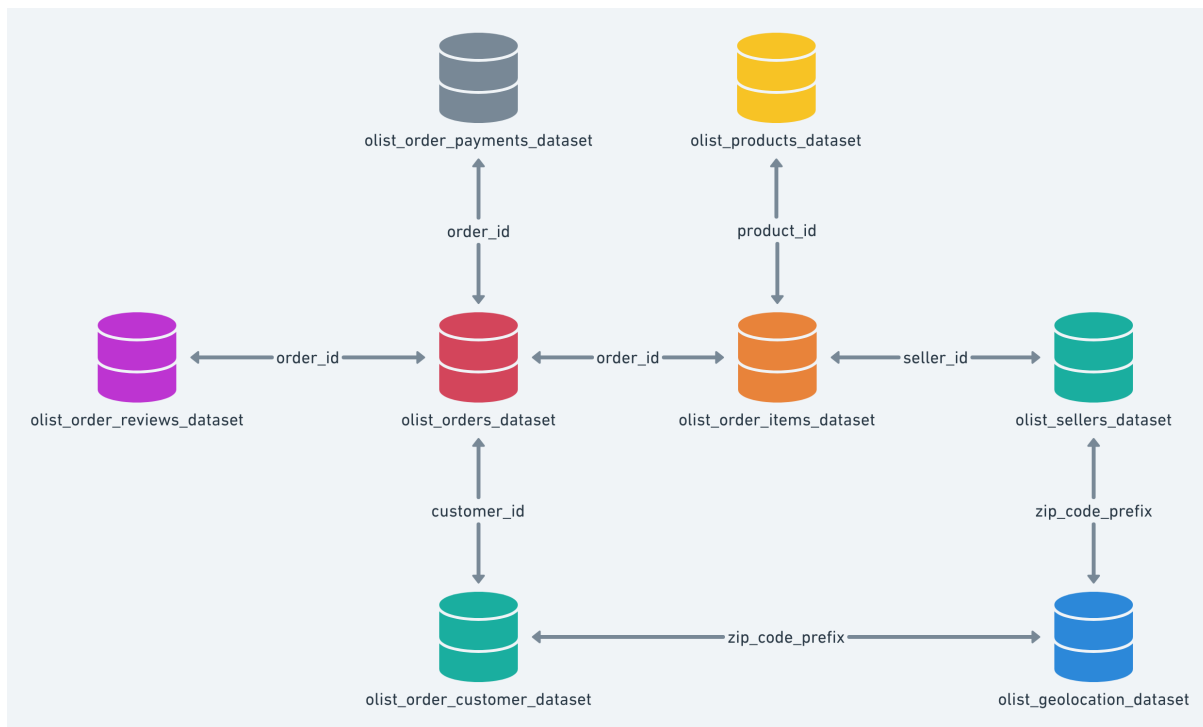 olist_order_payments_dataset
olist_products_dataset
order_id
product_id
order_id
order_id
seller_id
olist_order_reviews_dataset
olist_orders_dataset
olist_order_items_dataset
olist_sellers_dataset
customer_id
zip_code_prefix
zip_code_prefix
olist_order_customer_dataset
olist_geolocation_dataset